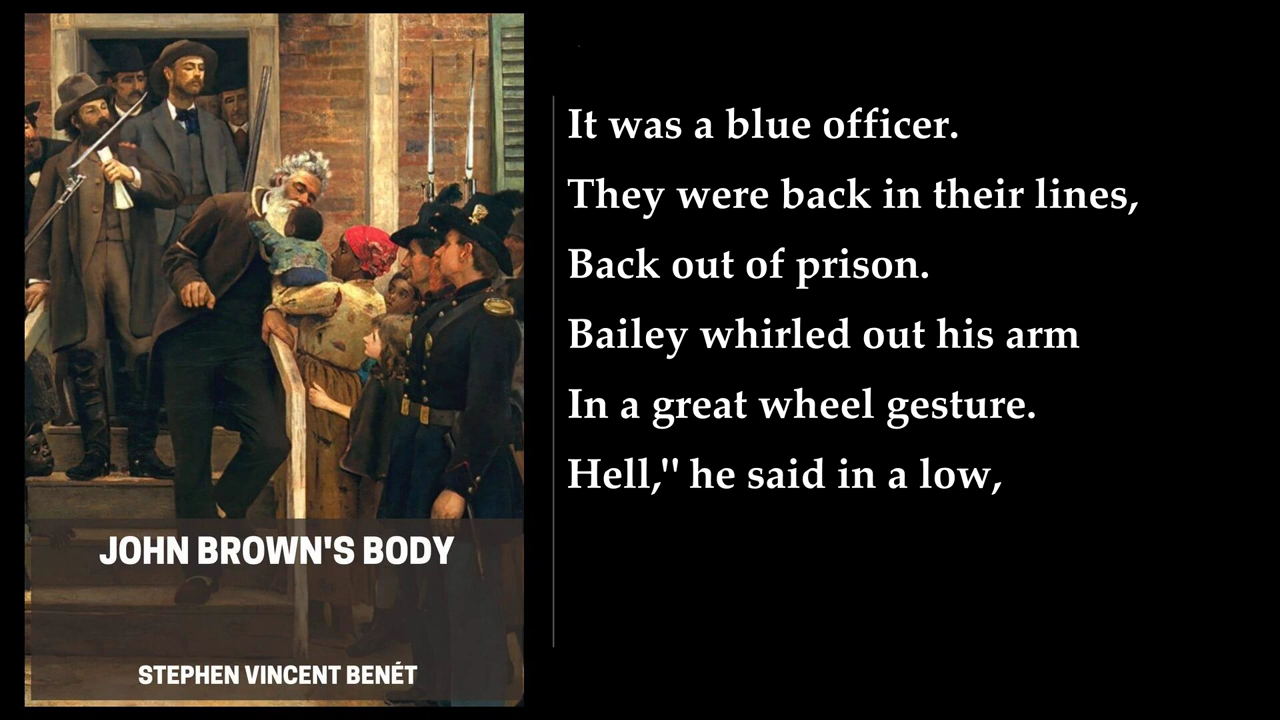 It was a blue officer.
They were back in their lines,
Back out of prison.
Bailey whirled out his arm
In a great wheel gesture.
Hell," he said in a low,
JOHN BROWN'S BODY
STEPHEN VINCENT BENÉT